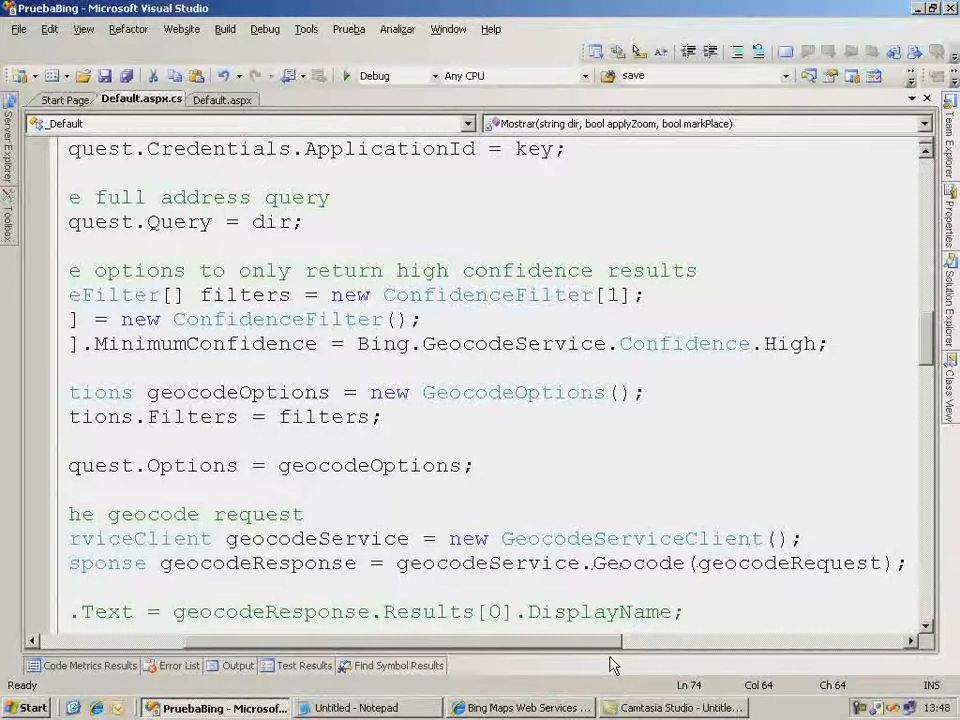 PruebaBing - Microsoft Visual Studio
File Edit View Refactor Website Build Debug Tools Prueba Analizar Window Help
Debug Any CPU save
Start Page Default.aspx.cs Default.aspx
_Default Mostrar(string dir, bool applyZoom, bool markPlace)
Server Explorer
Toolbox
Team Explorer
Properties
Solution Explorer
Class View
quest.Credentials.ApplicationId = key;
e full address query
quest.Query = dir;
e options to only return high confidence results
eFilter[] filters = new ConfidenceFilter[1];
] = new ConfidenceFilter();
].MinimumConfidence = Bing.GeocodeService.Confidence.High;
tions geocodeOptions = new GeocodeOptions();
tions.Filters = filters;
quest.Options = geocodeOptions;
he geocode request
rviceClient geocodeService = new GeocodeServiceClient();
sponse geocodeResponse = geocodeService.Geocode(geocodeRequest);
.Text = geocodeResponse.Results[0].DisplayName;
Code Metrics Results Error List Output Test Results Find Symbol Results
Ready Ln 74 Col 64 Ch 64 INS
Start PruebaBing - Microsof... Untitled - Notepad Bing Maps Web Services ... Camtasia Studio - Untitle... 13:48